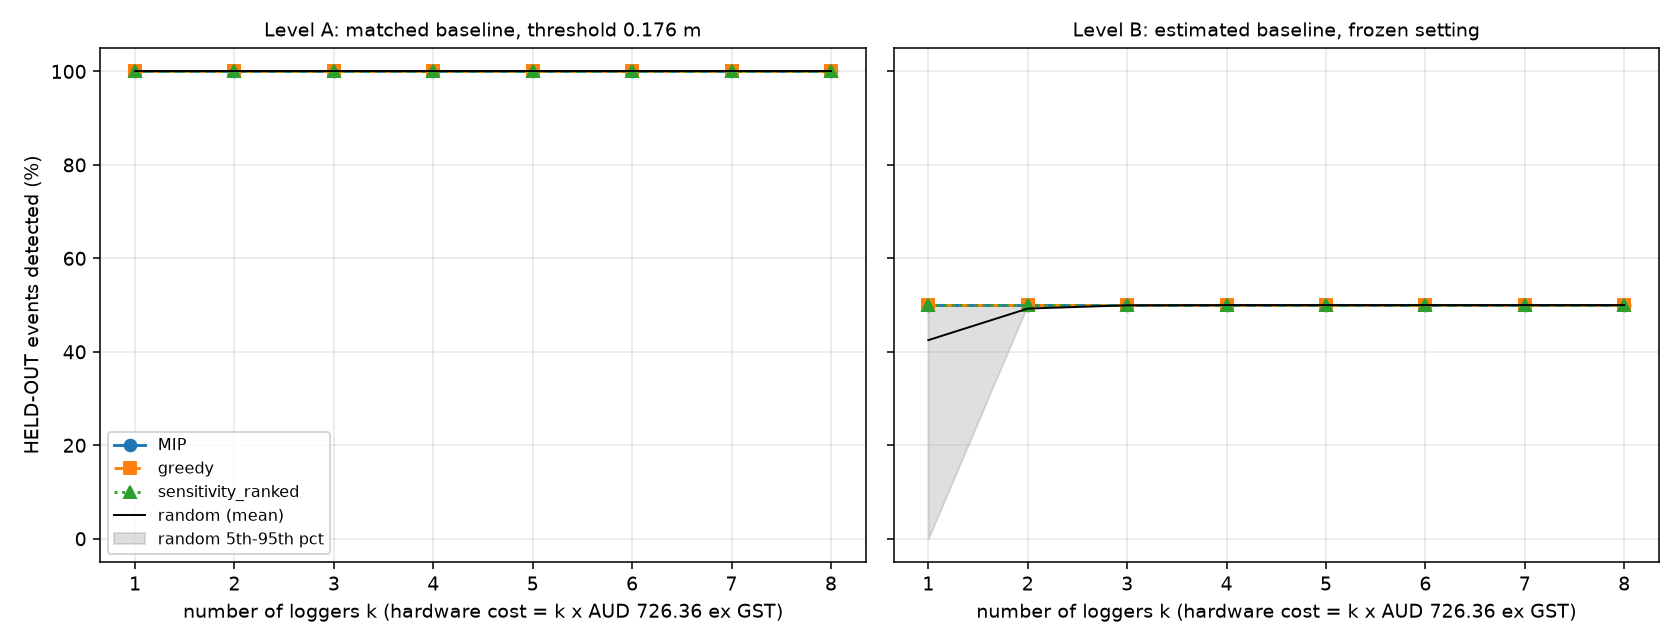 Level A: matched baseline, threshold 0.176 m
Level B: estimated baseline, frozen setting
HELD-OUT events detected (%)
100
80
60
40
20
0
MIP
greedy
sensitivity_ranked
random (mean)
random 5th-95th pct
1 2 3 4 5 6 7 8
number of loggers k (hardware cost = k x AUD 726.36 ex GST)
1 2 3 4 5 6 7 8
number of loggers k (hardware cost = k x AUD 726.36 ex GST)